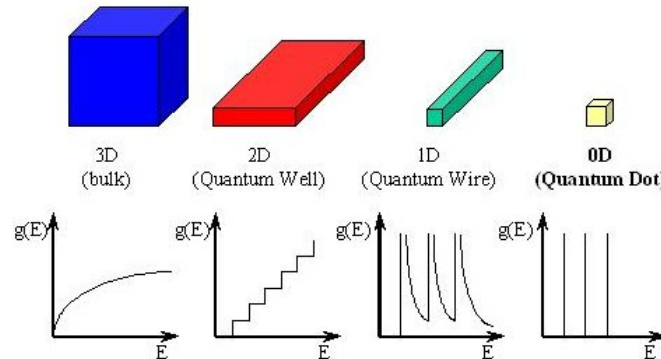 3D
(bulk)
2D
(Quantum Well)
1D
(Quantum Wire)
0D
(Quantum Dot)
g(E)
E
g(E)
E
g(E)
E
g(E)
E